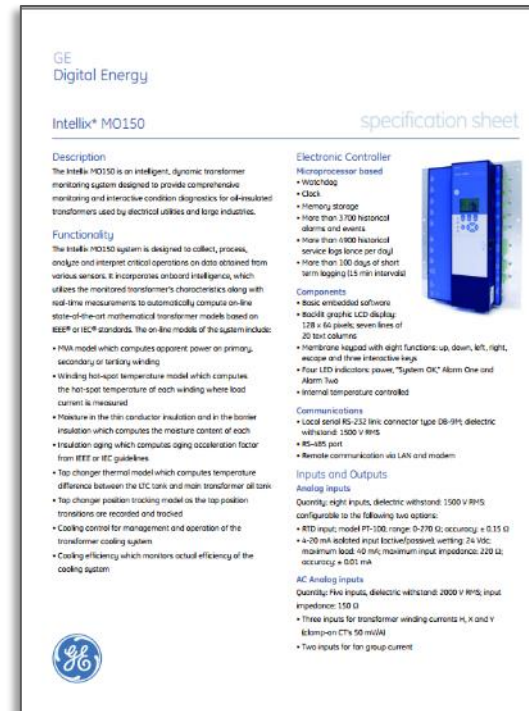 GE
Digital Energy
Intellix* MO150
specification sheet
Description
The Intellix MO150 is an intelligent, dynamic transformer
monitoring system designed to provide comprehensive
monitoring and interactive condition diagnostics for oil-insulated
transformers used by electrical utilities and large industries.
Functionality
The Intellix MO150 system is designed to collect, process,
analyze and interpret critical operations on data obtained from
various sensors. It incorporates onboard intelligence, which
utilizes the monitored transformer's characteristics along with
real-time measurements to automatically compute on-line
state-of-the-art mathematical transformer models based on
IEEE® or IEC® standards. The on-line models of the system include:
• MVA model which computes apparent power on primary,
secondary or tertiary winding
• Winding hot-spot temperature model which computes
the hot-spot temperature of each winding where load
current is measured
• Moisture in the thin conductor insulation and in the barrier
insulation which computes the moisture content of each
• Insulation aging which computes aging acceleration factor
from IEEE or IEC guidelines
• Tap changer thermal model which computes temperature
difference between the LTC tank and main transformer oil tank
• Tap changer position tracking model as the tap position
transitions are recorded and tracked
• Cooling control for management and operation of the
transformer cooling system
• Cooling efficiency which monitors actual efficiency of the
cooling system
Electronic Controller
Microprocessor based
• Watchdog
• Clock
• Memory storage
• More than 3700 historical
alarms and events
• More than 4900 historical
service logs (once per day)
• More than 100 days of short
term logging (15 min intervals)
Components
• Basic embedded software
• Backlit graphic LCD display:
128 x 64 pixels; seven lines of
20 text columns
• Membrane keypad with eight functions: up, down, left, right,
escape and three interactive keys
• Four LED indicators: power, "System OK," Alarm One and
Alarm Two
• Internal temperature controlled
Communications
• Local serial RS-232 link: connector type DB-9M; dielectric
withstand: 1500 V RMS
• RS-485 port
• Remote communication via LAN and modem
Inputs and Outputs
Analog inputs
Quantity: eight inputs, dielectric withstand: 1500 V RMS;
configurable to the following two options:
• RTD input; model PT-100; range: 0-270 Ω; accuracy: ± 0.15 Ω
• 4-20 mA isolated input (active/passive); wetting: 24 Vdc;
maximum load: 40 mA; maximum input impedance: 220 Ω;
accuracy: ± 0.01 mA
AC Analog inputs
Quantity: Five inputs, dielectric withstand: 2000 V RMS; input
impedance: 150 Ω
• Three inputs for transformer winding currents H, X and Y
(clamp-on CT's 50 mV/A)
• Two inputs for fan group current